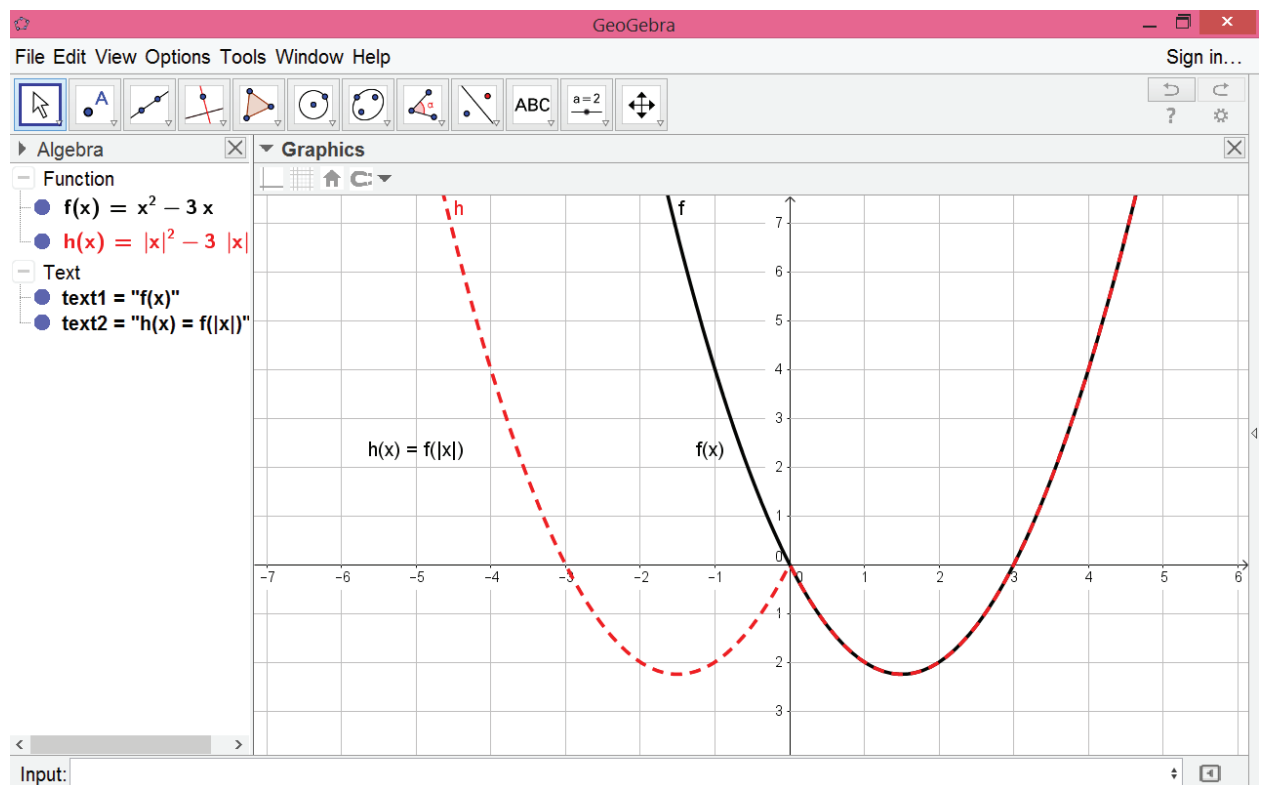 GeoGebra
File Edit View Options Tools Window Help
Sign in...
A
α
ABC
a = 2
?
Algebra
Graphics
Function
f(x) = x² − 3 x
h(x) = |x|² − 3 |x|
Text
text1 = "f(x)"
text2 = "h(x) = f(|x|)"
h
f
7
6
5
4
3
h(x) = f(|x|)
f(x)
2
1
0
−7 −6 −5 −4 −3 −2 −1 0 1 2 3 4 5 6
1
2
3
Input: